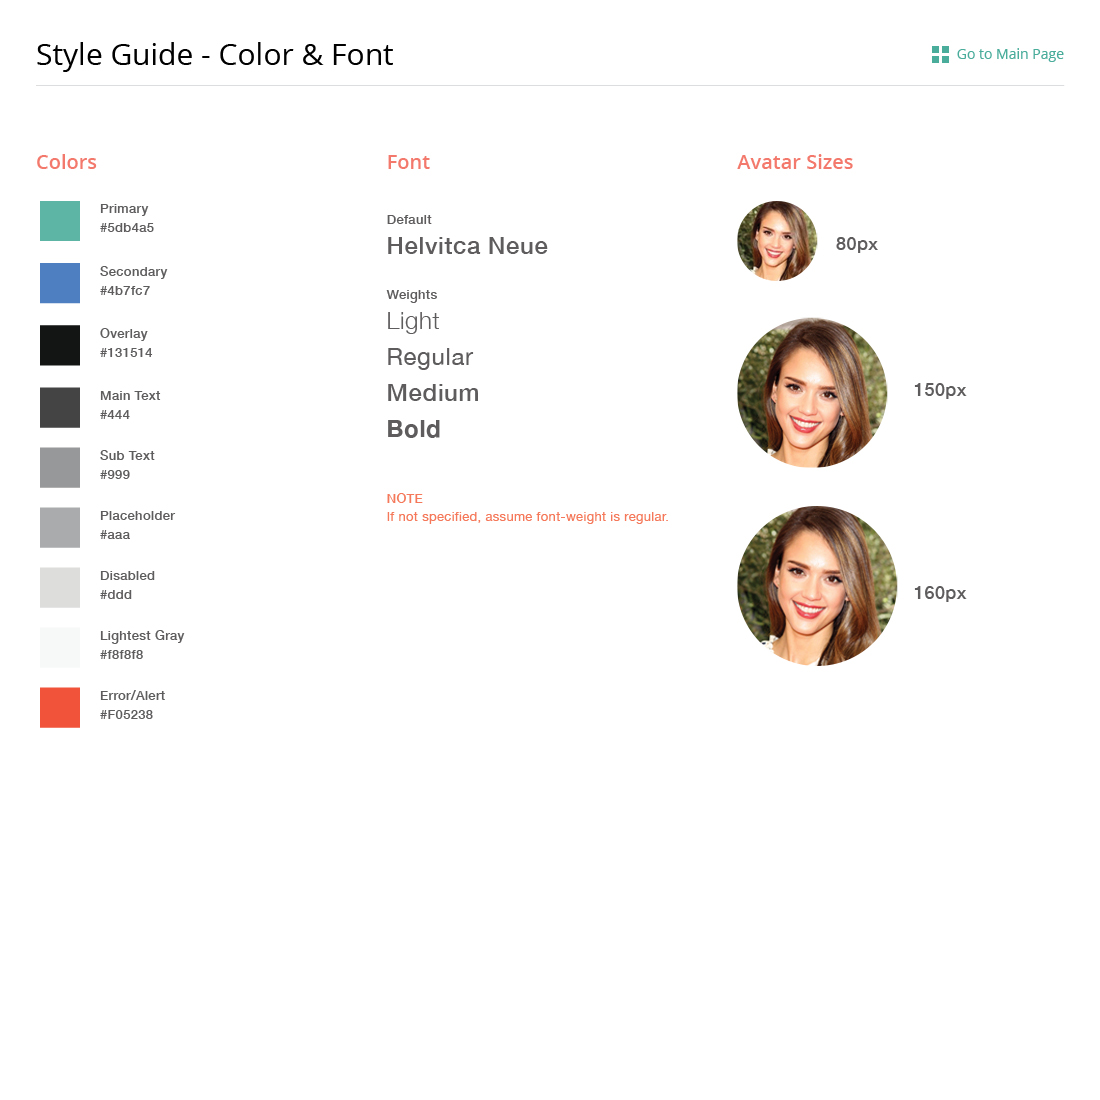 Style Guide - Color & Font
Go to Main Page
Colors
Primary
#5db4a5
Secondary
#4b7fc7
Overlay
#131514
Main Text
#444
Sub Text
#999
Placeholder
#aaa
Disabled
#ddd
Lightest Gray
#f8f8f8
Error/Alert
#F05238
Font
Default
Helvitca Neue
Weights
Light
Regular
Medium
Bold
NOTE
If not specified, assume font-weight is regular.
Avatar Sizes
80px
150px
160px